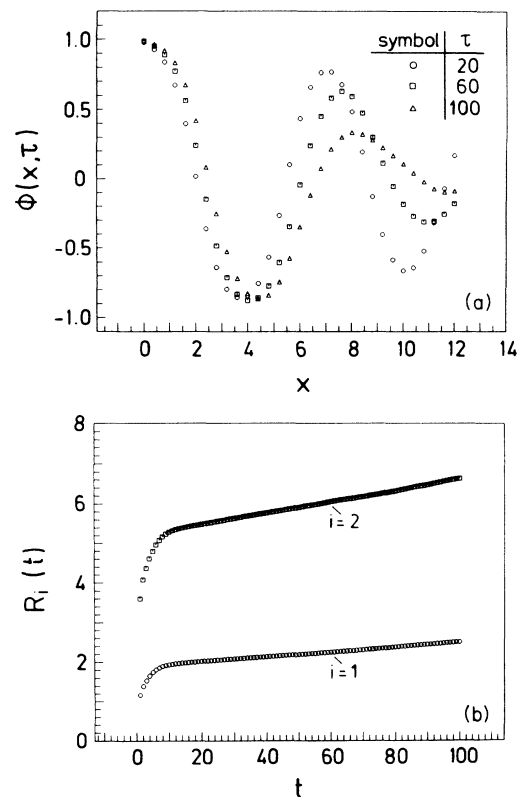 symbol τ
○ 20
□ 60
△ 100
1.0
0.5
0
-0.5
-1.0
Φ(x,τ)
(a)
0 2 4 6 8 10 12 14
x
8
6
4
2
0
R_i (t)
i=2
i=1
(b)
0 20 40 60 80 100
t